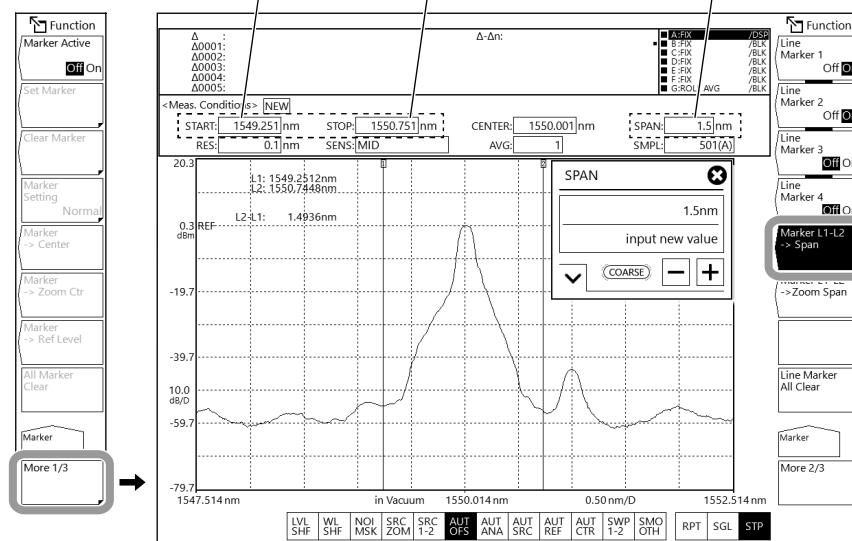 Function
Marker Active
Off On
Set Marker
Clear Marker
Marker
Setting
Normal
Marker
-> Center
Marker
-> Zoom Ctr
Marker
-> Ref Level
All Marker
Clear
Marker
More 1/3
Δ :
Δ0001:
Δ0002:
Δ0003:
Δ0004:
Δ0005:
Δ-Δn:
A:FIX /DSP
B:FIX /BLK
C:FIX /BLK
D:FIX /BLK
E:FIX /BLK
F:FIX /BLK
G:ROLL AVG /BLK
<Meas. Conditions> NEW
START: 1549.251 nm STOP: 1550.751 nm CENTER: 1550.001 nm SPAN: 1.5 nm
RES: 0.1 nm SENS: MID AVG: 1 SMPL: 501(A)
20.3
0.3
dBm
REF
-19.7
-39.7
10.0
dB/D
-59.7
-79.7
1 2
L1: 1549.2512nm
L2: 1550.7448nm
L2-L1: 1.4936nm
SPAN
1.5nm
input new value
COARSE
1547.514 nm in Vacuum 1550.014 nm 0.50 nm/D 1552.514 nm
LVL SHF
WL SHF
NOI MSK
SRC ZOM
SRC 1-2
AUT OFS
AUT ANA
AUT SRC
AUT REF
AUT CTR
SWP 1-2
SMO OTH
RPT
SGL
STP
Function
Line
Marker 1
Off On
Line
Marker 2
Off
Line
Marker 3
Off
Line
Marker 4
Off
Marker L1-L2
-> Span
Marker L1-L2
->Zoom Span
Line Marker
All Clear
Marker
More 2/3